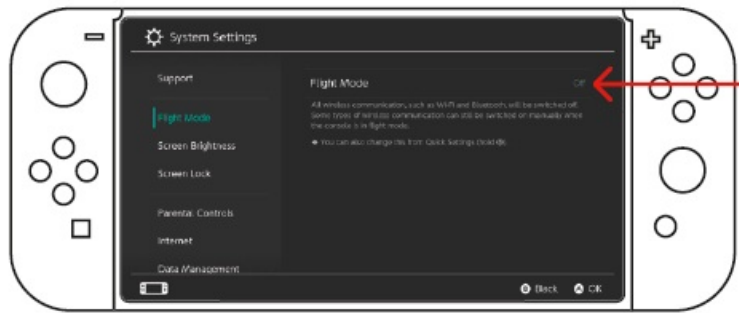 System Settings
Support
Flight Mode
Screen Brightness
Screen Lock
Parental Controls
Internet
Data Management
Flight Mode
Off
All wireless communication, such as Wi-Fi and Bluetooth, will be switched off.
Some types of wireless communication can still be switched on manually when
the console is in flight mode.
You can also change this from Quick Settings (hold
B Back
A OK